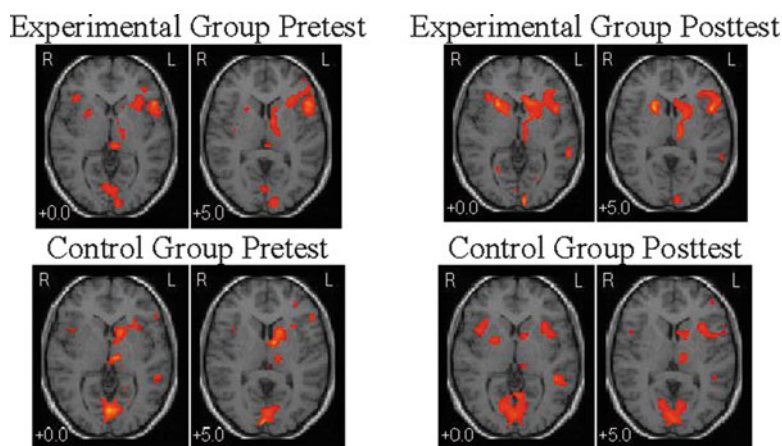 Experimental Group Pretest
R L
+0.0 +5.0
Experimental Group Posttest
R L
+0.0 +5.0
Control Group Pretest
R L
+0.0 +5.0
Control Group Posttest
R L
+0.0 +5.0